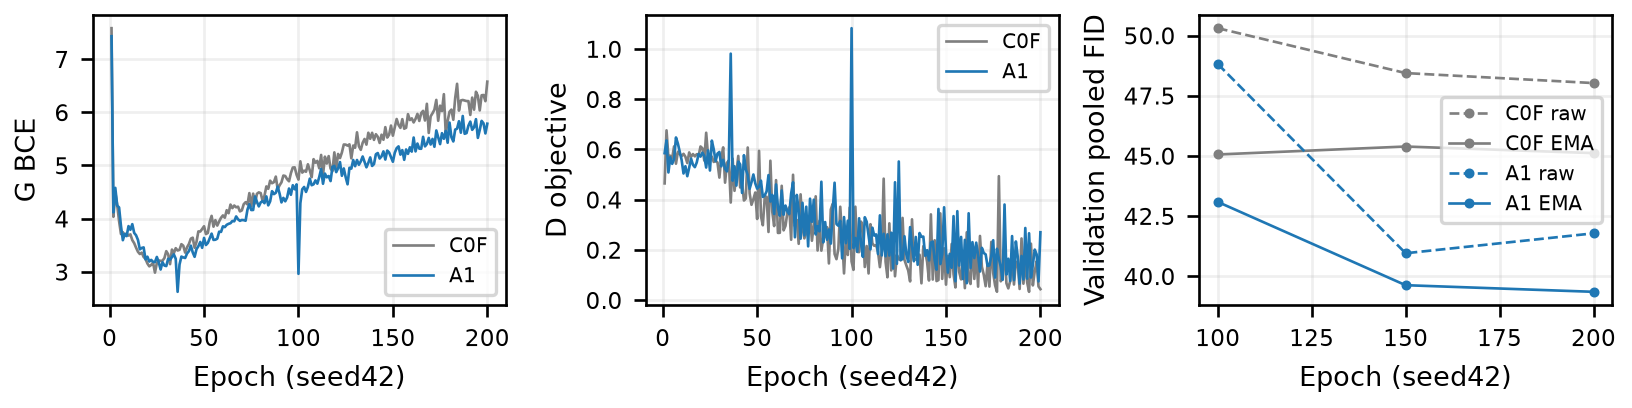 G BCE
7
6
5
4
3
0
50
100
150
200
Epoch (seed42)
C0F
A1
D objective
1.0
0.8
0.6
0.4
0.2
0.0
0
50
100
150
200
Epoch (seed42)
C0F
A1
Validation pooled FID
50.0
47.5
45.0
42.5
40.0
100
125
150
175
200
Epoch (seed42)
C0F raw
C0F EMA
A1 raw
A1 EMA